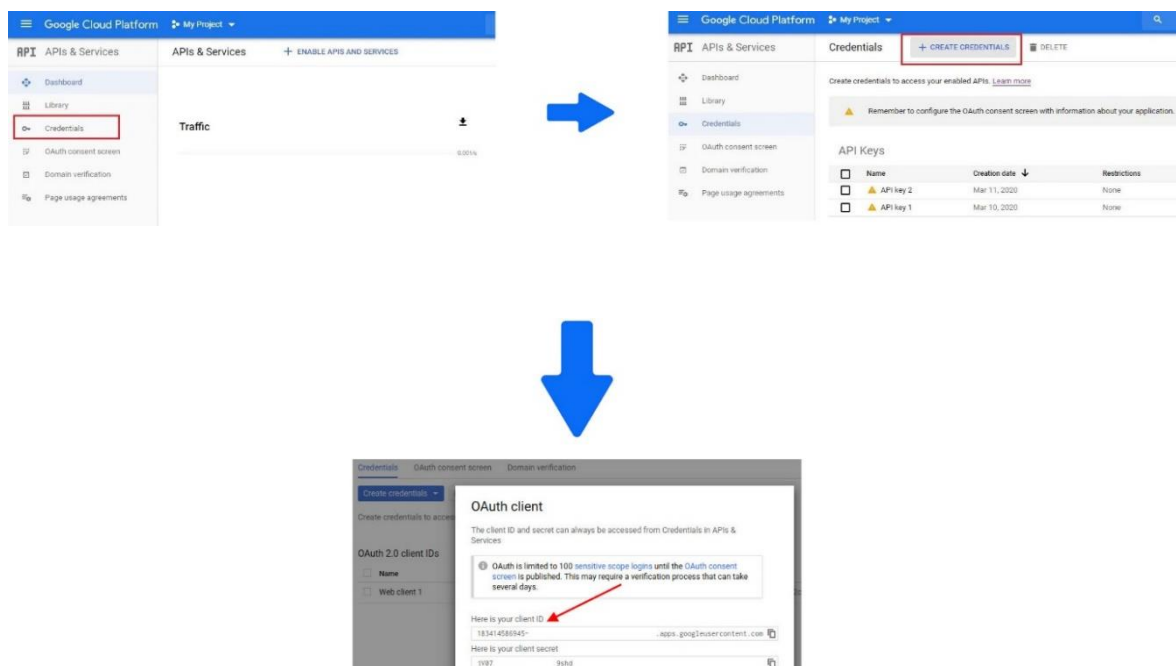 Google Cloud Platform My Project
API APIs & Services
APIs & Services
+ ENABLE APIS AND SERVICES
Dashboard
Library
Credentials
OAuth consent screen
Domain verification
Page usage agreements
Traffic
Google Cloud Platform My Project
API APIs & Services
Credentials
+ CREATE CREDENTIALS
DELETE
Dashboard
Library
Credentials
OAuth consent screen
Domain verification
Page usage agreements
Create credentials to access your enabled APIs. Learn more
Remember to configure the OAuth consent screen with information about your application.
API Keys
Name Creation date Restrictions
API key 2 Mar 11, 2020 None
API key 1 Mar 10, 2020 None
Credentials OAuth consent screen Domain verification
Create credentials
Create credentials to access
OAuth 2.0 client IDs
Name
Web client 1
OAuth client
The client ID and secret can always be accessed from Credentials in APIs &
Services
OAuth is limited to 100 sensitive scope logins until the OAuth consent
screen is published. This may require a verification process that can take
several days.
Here is your client ID
183414586945- .apps.googleusercontent.com
Here is your client secret
9shd